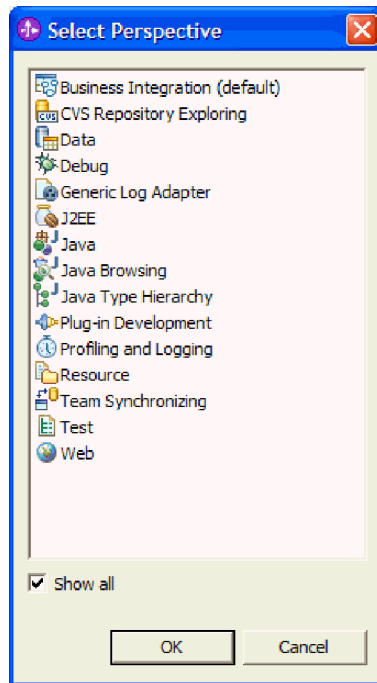 Select Perspective
Business Integration (default)
CVS Repository Exploring
Data
Debug
Generic Log Adapter
J2EE
Java
Java Browsing
Java Type Hierarchy
Plug-in Development
Profiling and Logging
Resource
Team Synchronizing
Test
Web
Show all
OK Cancel